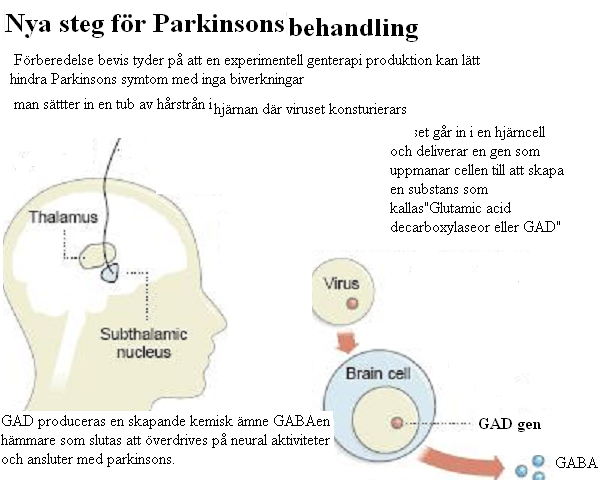 Nya steg för Parkinsons behandling
Förberedelse bevis tyder på att en experimentell genterapi produktion kan lätt
hindra Parkinsons symtom med inga biverkningar
man sättter in en tub av hårstrån i hjärnan där viruset konsturierars
set går in i en hjärncell
och deliverar en gen som
uppmanar cellen till att skapa
en substans som
kallas"Glutamic acid
decarboxylaseor eller GAD"
Thalamus
Subthalamic
nucleus
Virus
Brain cell
GAD gen
GABA
GAD produceras en skapande kemisk ämne GABAen
hämmare som slutas att överdrives på neural aktiviteter
och ansluter med parkinsons.